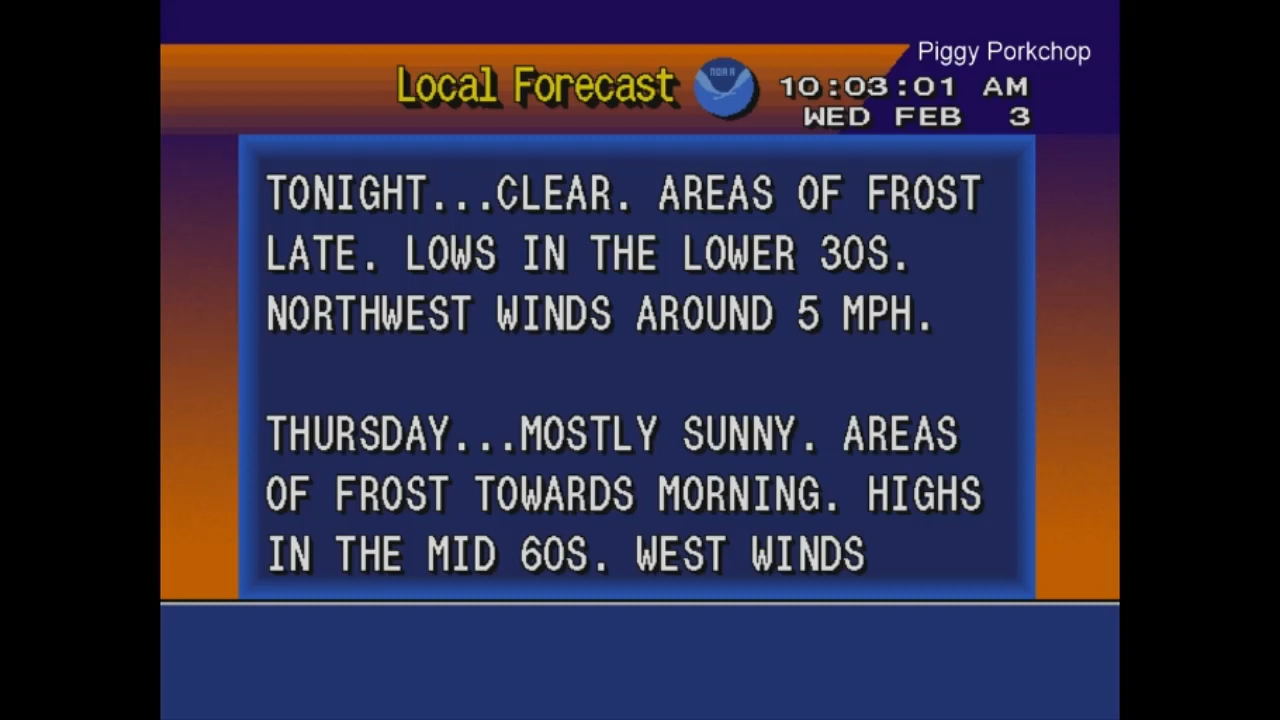 Piggy Porkchop
Local Forecast
NOAA
10:03:01 AM
WED FEB 3
TONIGHT...CLEAR. AREAS OF FROST
LATE. LOWS IN THE LOWER 30S.
NORTHWEST WINDS AROUND 5 MPH.
THURSDAY...MOSTLY SUNNY. AREAS
OF FROST TOWARDS MORNING. HIGHS
IN THE MID 60S. WEST WINDS